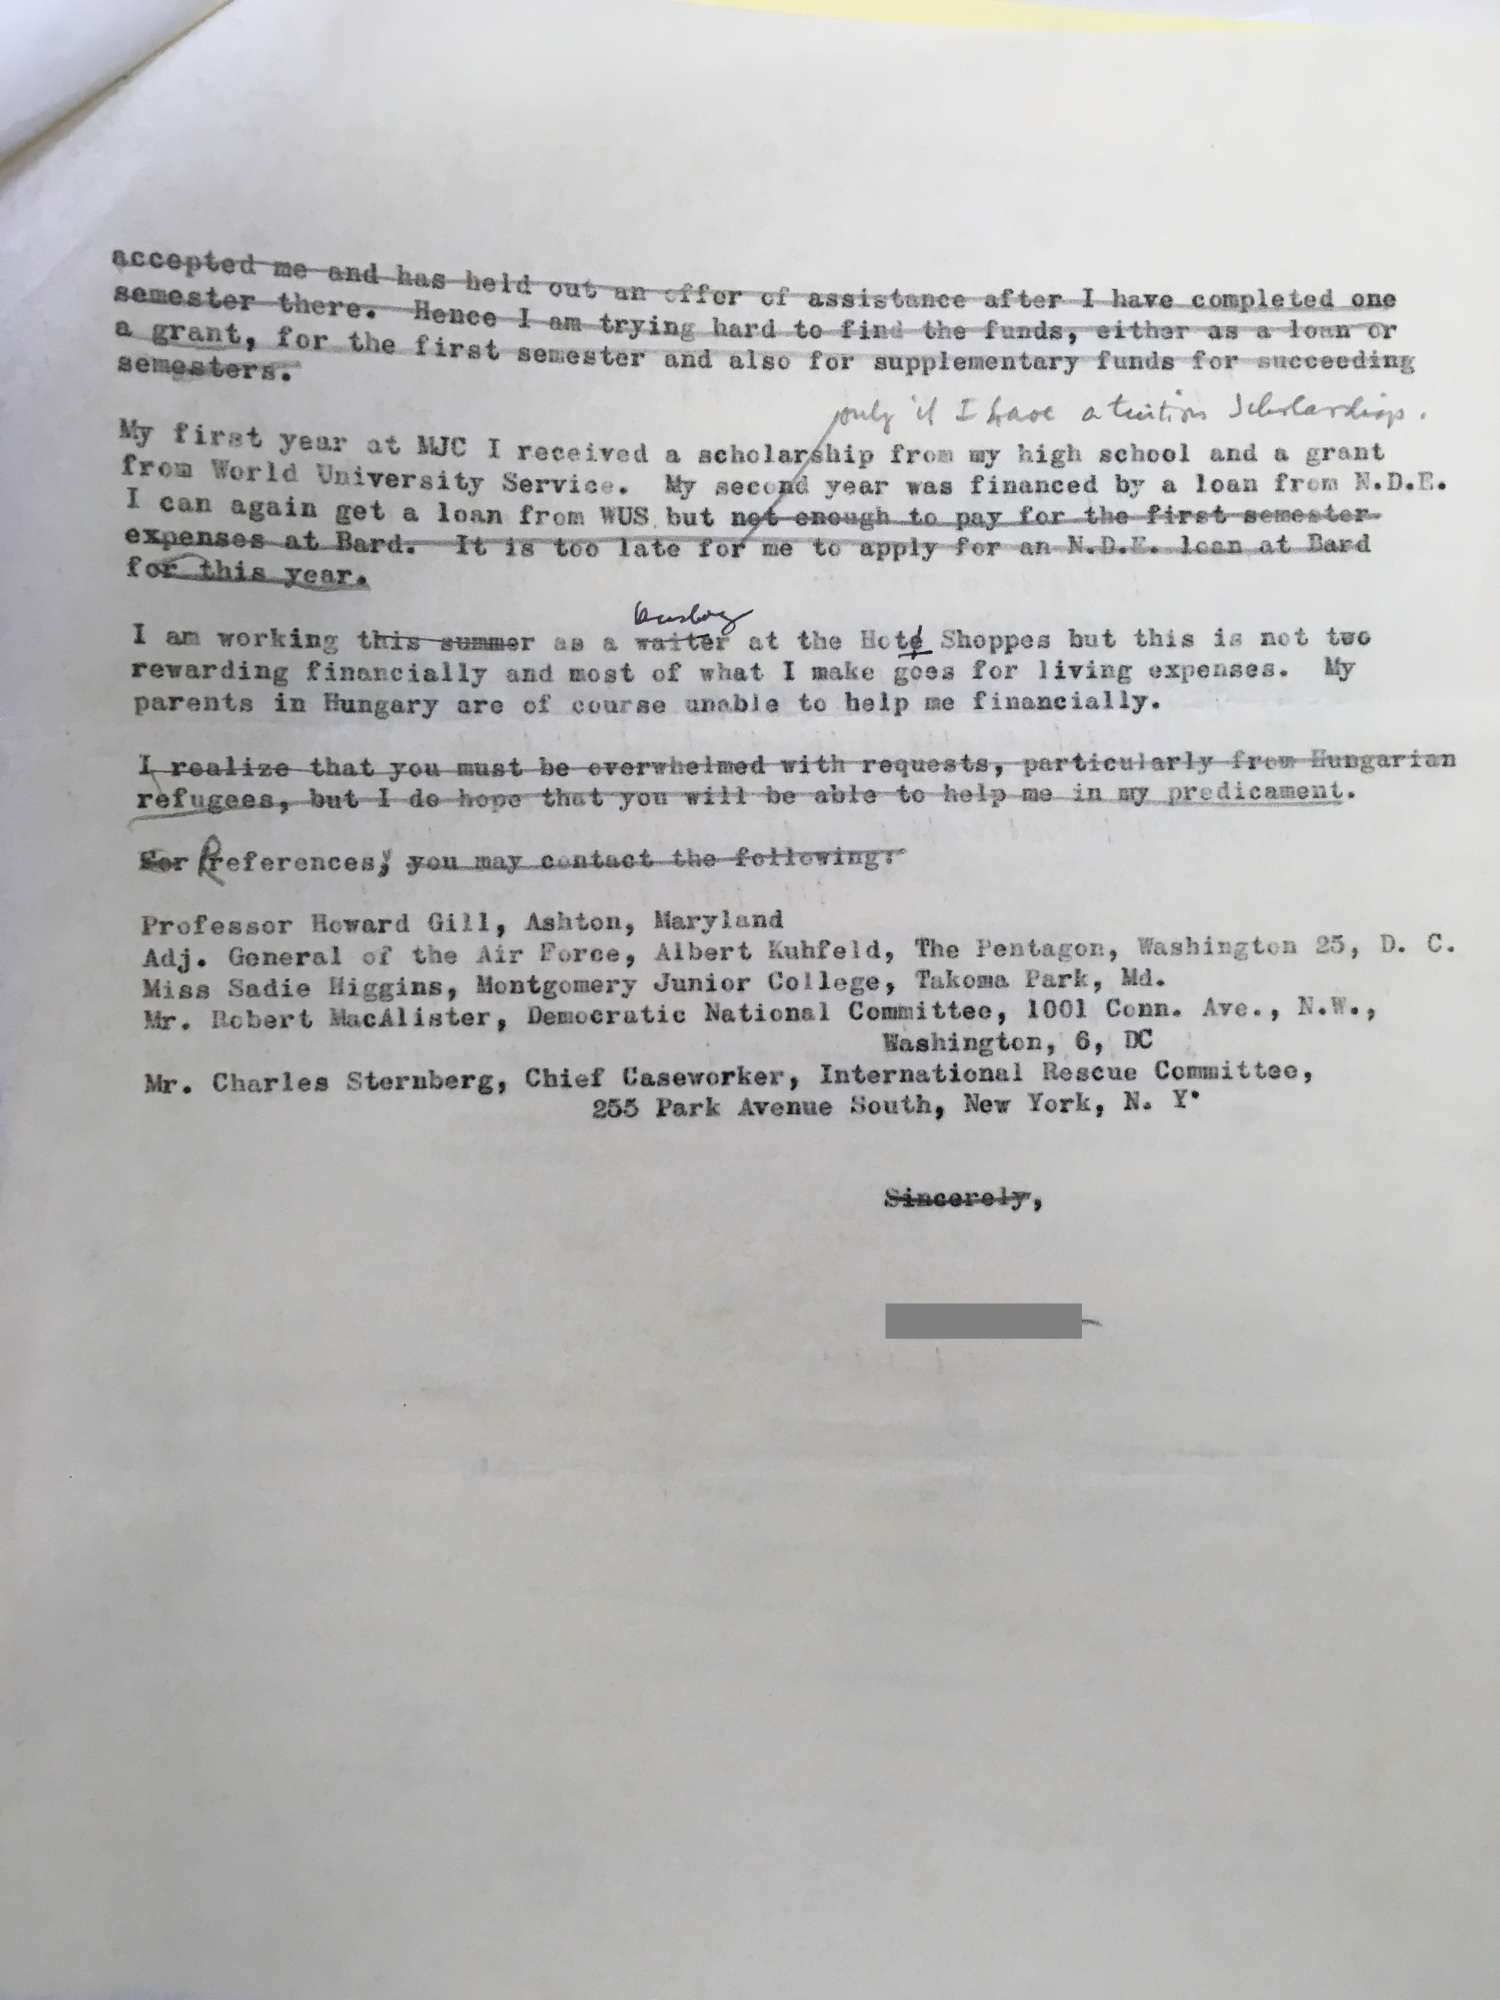 accepted me and has held out an offer of assistance after I have completed one
semester there. Hence I am trying hard to find the funds, either as a loan or
a grant, for the first semester and also for supplementary funds for succeeding
semesters.
only if I have a tuition Scholarship.
My first year at MJC I received a scholarship from my high school and a grant
from World University Service. My second year was financed by a loan from N.D.E.
I can again get a loan from WUS but not enough to pay for the first semester
expenses at Bard. It is too late for me to apply for an N.D.E. loan at Bard
for this year.
busboy
I am working this summer as a waiter at the Hot Shoppes but this is not too
rewarding financially and most of what I make goes for living expenses. My
parents in Hungary are of course unable to help me financially.
I realize that you must be overwhelmed with requests, particularly from Hungarian
refugees, but I do hope that you will be able to help me in my predicament.
For References, you may contact the following:
Professor Howard Gill, Ashton, Maryland
Adj. General of the Air Force, Albert Kuhfeld, The Pentagon, Washington 25, D. C.
Miss Sadie Higgins, Montgomery Junior College, Takoma Park, Md.
Mr. Robert MacAlister, Democratic National Committee, 1001 Conn. Ave., N.W.,
Washington, 6, DC
Mr. Charles Sternberg, Chief Caseworker, International Rescue Committee,
255 Park Avenue South, New York, N. Y.
Sincerely,